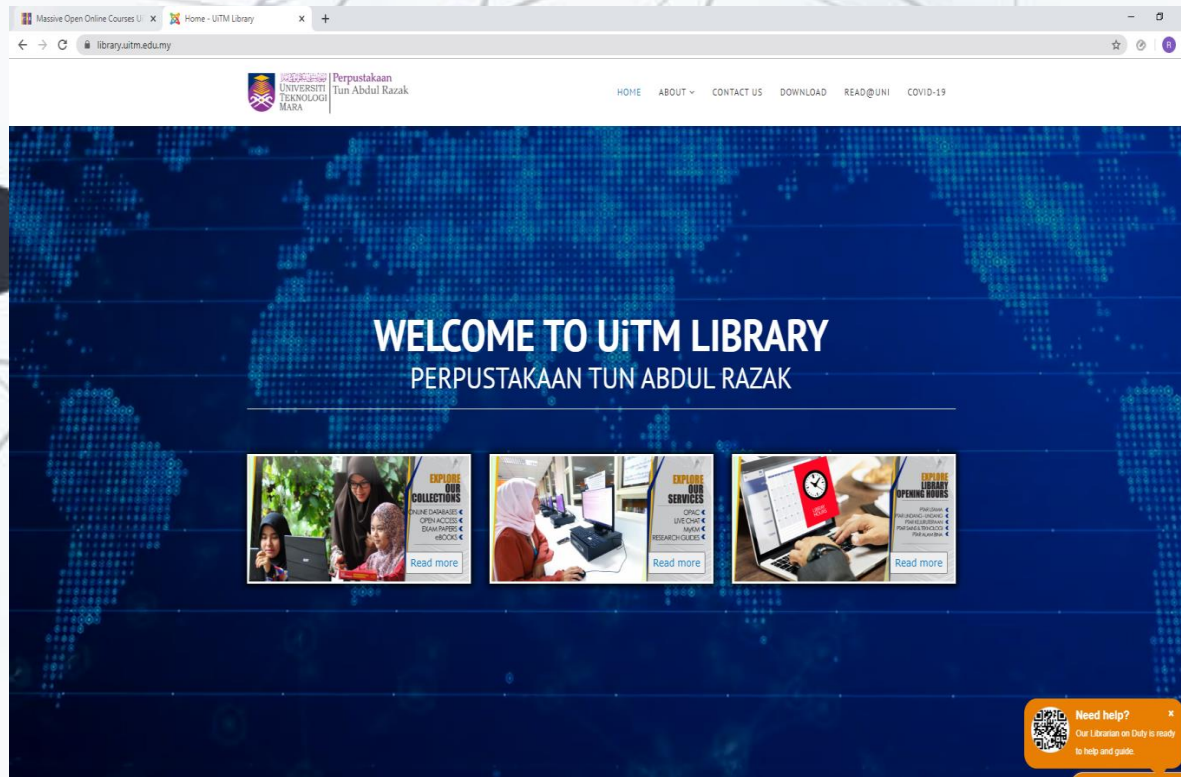 Massive Open Online Courses U
Home - UiTM Library
library.uitm.edu.my
R
UNIVERSITI
TEKNOLOGI
MARA
Perpustakaan
Tun Abdul Razak
HOME ABOUT CONTACT US DOWNLOAD READ@UNI COVID-19
WELCOME TO UiTM LIBRARY
PERPUSTAKAAN TUN ABDUL RAZAK
EXPLORE
OUR
COLLECTIONS
ONLINE DATABASES
OPEN ACCESS
EXAM PAPERS
eBOOKS
Read more
EXPLORE
OUR
SERVICES
OPAC
LIVE CHAT
MyKM
RESEARCH GUIDES
Read more
EXPLORE
LIBRARY
OPENING HOURS
Read more
Need help? x
Our Librarian on Duty is ready
to help and guide.